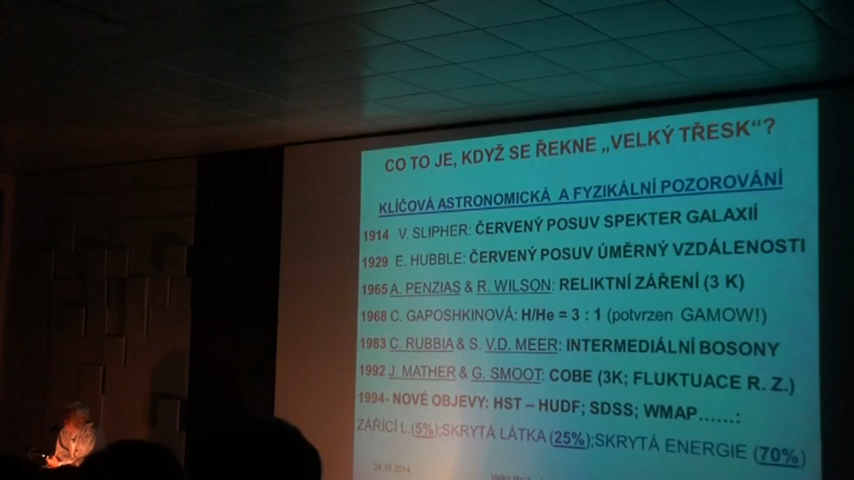 CO TO JE, KDYŽ SE ŘEKNE „VELKÝ TŘESK“?
KLÍČOVÁ ASTRONOMICKÁ A FYZIKÁLNÍ POZOROVÁNÍ
1914 V. SLIPHER: ČERVENÝ POSUV SPEKTER GALAXIÍ
1929 E. HUBBLE: ČERVENÝ POSUV ÚMĚRNÝ VZDÁLENOSTI
1965 A. PENZIAS & R. WILSON: RELIKTNÍ ZÁŘENÍ (3 K)
1968 C. GAPOSHKINOVÁ: H/He = 3 : 1 (potvrzen GAMOW!)
1983 C. RUBBIA & S. V.D. MEER: INTERMEDIÁLNÍ BOSONY
1992 J. MATHER & G. SMOOT: COBE (3K; FLUKTUACE R. Z.)
1994- NOVÉ OBJEVY: HST – HUDF; SDSS; WMAP……:
ZÁŘÍCÍ L.(5%);SKRYTÁ LÁTKA (25%);SKRYTÁ ENERGIE (70%)
24.10.2014